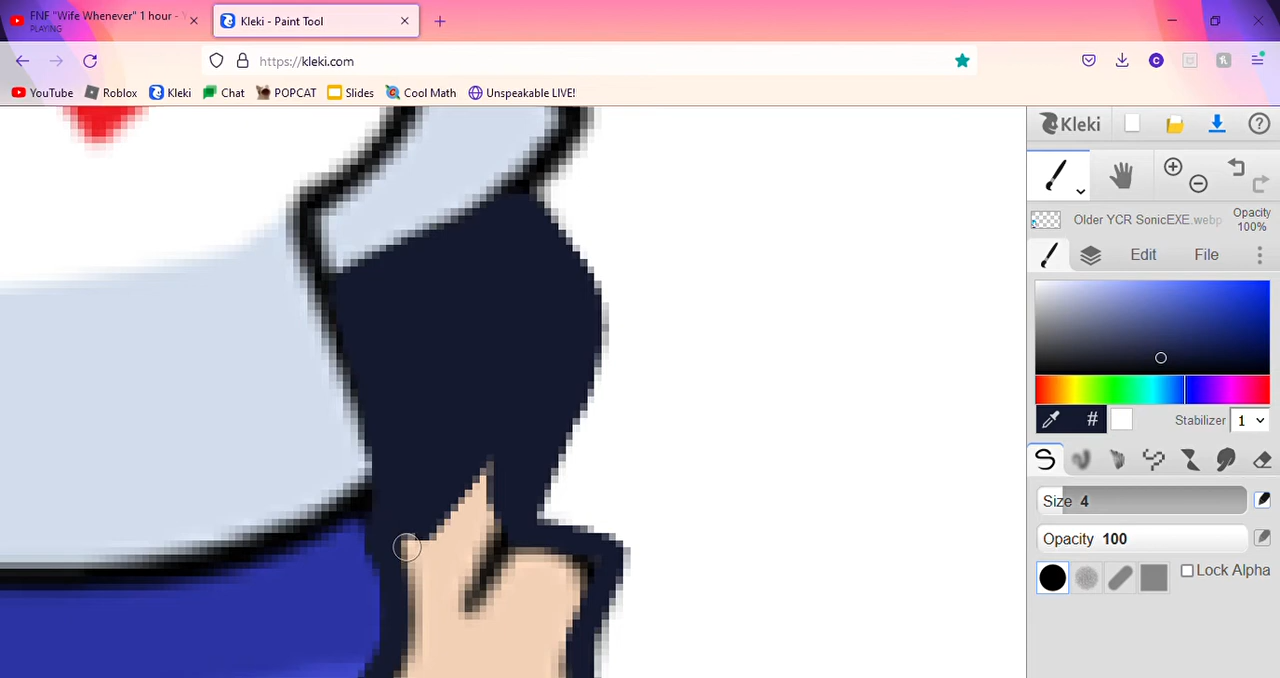 FNF "Wife Whenever" 1 hour -
PLAYING
Kleki - Paint Tool
https://kleki.com
YouTube Roblox Kleki Chat POPCAT Slides Cool Math Unspeakable LIVE!
Kleki
Older YCR SonicEXE.webp
Opacity
100%
Edit File
# Stabilizer 1
Size 4
Opacity 100
Lock Alpha